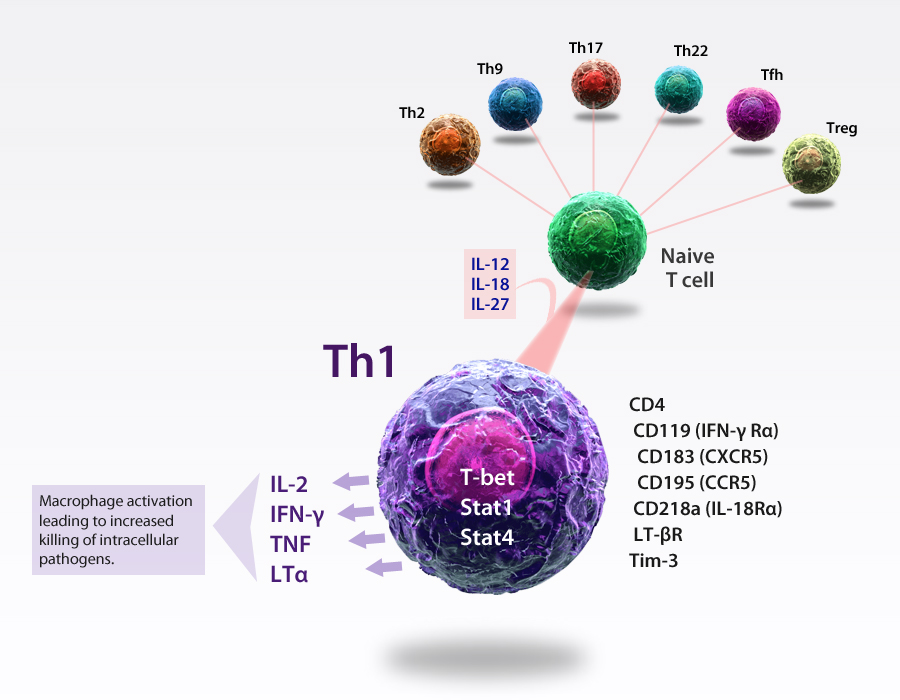 Th17
Th22
Th9
Tfh
Th2
Treg
Naive
T cell
IL-12
IL-18
IL-27
Th1
CD4
CD119 (IFN-γ Rα)
CD183 (CXCR5)
CD195 (CCR5)
CD218a (IL-18Rα)
LT-βR
Tim-3
T-bet
Stat1
Stat4
IL-2
IFN-γ
TNF
LTα
Macrophage activation
leading to increased
killing of intracellular
pathogens.